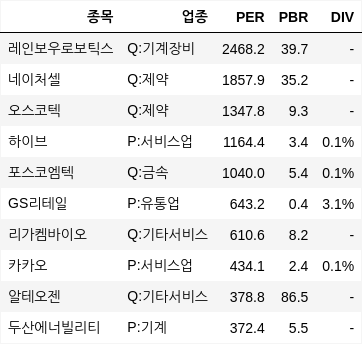 종목 업종 PER PBR DIV
레인보우로보틱스 Q:기계장비 2468.2 39.7 -
네이처셀 Q:제약 1857.9 35.2 -
오스코텍 Q:제약 1347.8 9.3 -
하이브 P:서비스업 1164.4 3.4 0.1%
포스코엠텍 Q:금속 1040.0 5.4 0.1%
GS리테일 P:유통업 643.2 0.4 3.1%
리가켐바이오 Q:기타서비스 610.6 8.2 -
카카오 P:서비스업 434.1 2.4 0.1%
알테오젠 Q:기타서비스 378.8 86.5 -
두산에너빌리티 P:기계 372.4 5.5 -